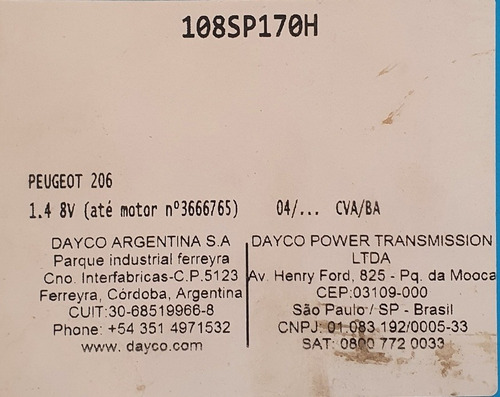 108SP170H
PEUGEOT 206
1.4 8V (até motor nº3666765) 04/... CVA/BA
DAYCO ARGENTINA S.A
Parque industrial ferreyra
Cno. Interfabricas-C.P.5123
Ferreyra, Córdoba, Argentina
CUIT:30-68519966-8
Phone: +54 351 4971532
www. dayco.com
DAYCO POWER TRANSMISSION
LTDA
Av. Henry Ford, 825 - Pq. da Mooca
CEP:03109-000
São Paulo / SP - Brasil
CNPJ: 01.083.192/0005-33
SAT: 0800 772 0033